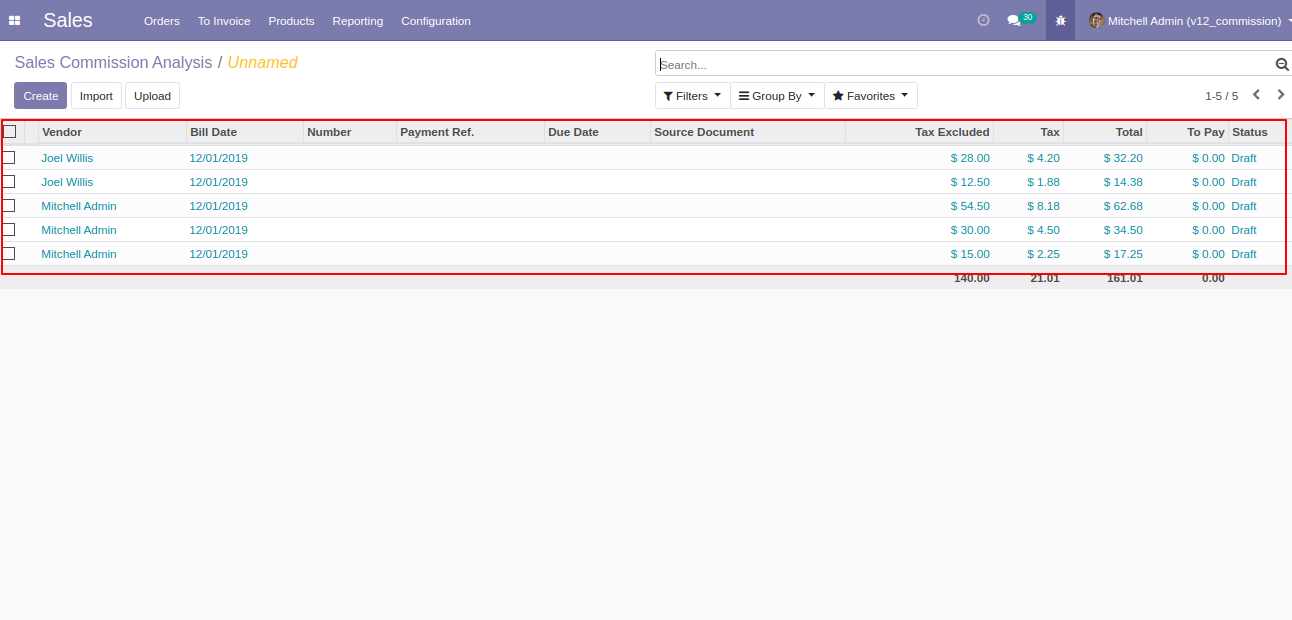 Sales Orders To Invoice Products Reporting Configuration 30 Mitchell Admin (v12_commission)
Sales Commission Analysis / Unnamed
Search...
Create Import Upload Filters Group By Favorites 1-5 / 5
Vendor Bill Date Number Payment Ref. Due Date Source Document Tax Excluded Tax Total To Pay Status
Joel Willis 12/01/2019 $ 28.00 $ 4.20 $ 32.20 $ 0.00 Draft
Joel Willis 12/01/2019 $ 12.50 $ 1.88 $ 14.38 $ 0.00 Draft
Mitchell Admin 12/01/2019 $ 54.50 $ 8.18 $ 62.68 $ 0.00 Draft
Mitchell Admin 12/01/2019 $ 30.00 $ 4.50 $ 34.50 $ 0.00 Draft
Mitchell Admin 12/01/2019 $ 15.00 $ 2.25 $ 17.25 $ 0.00 Draft
140.00 21.01 161.01 0.00